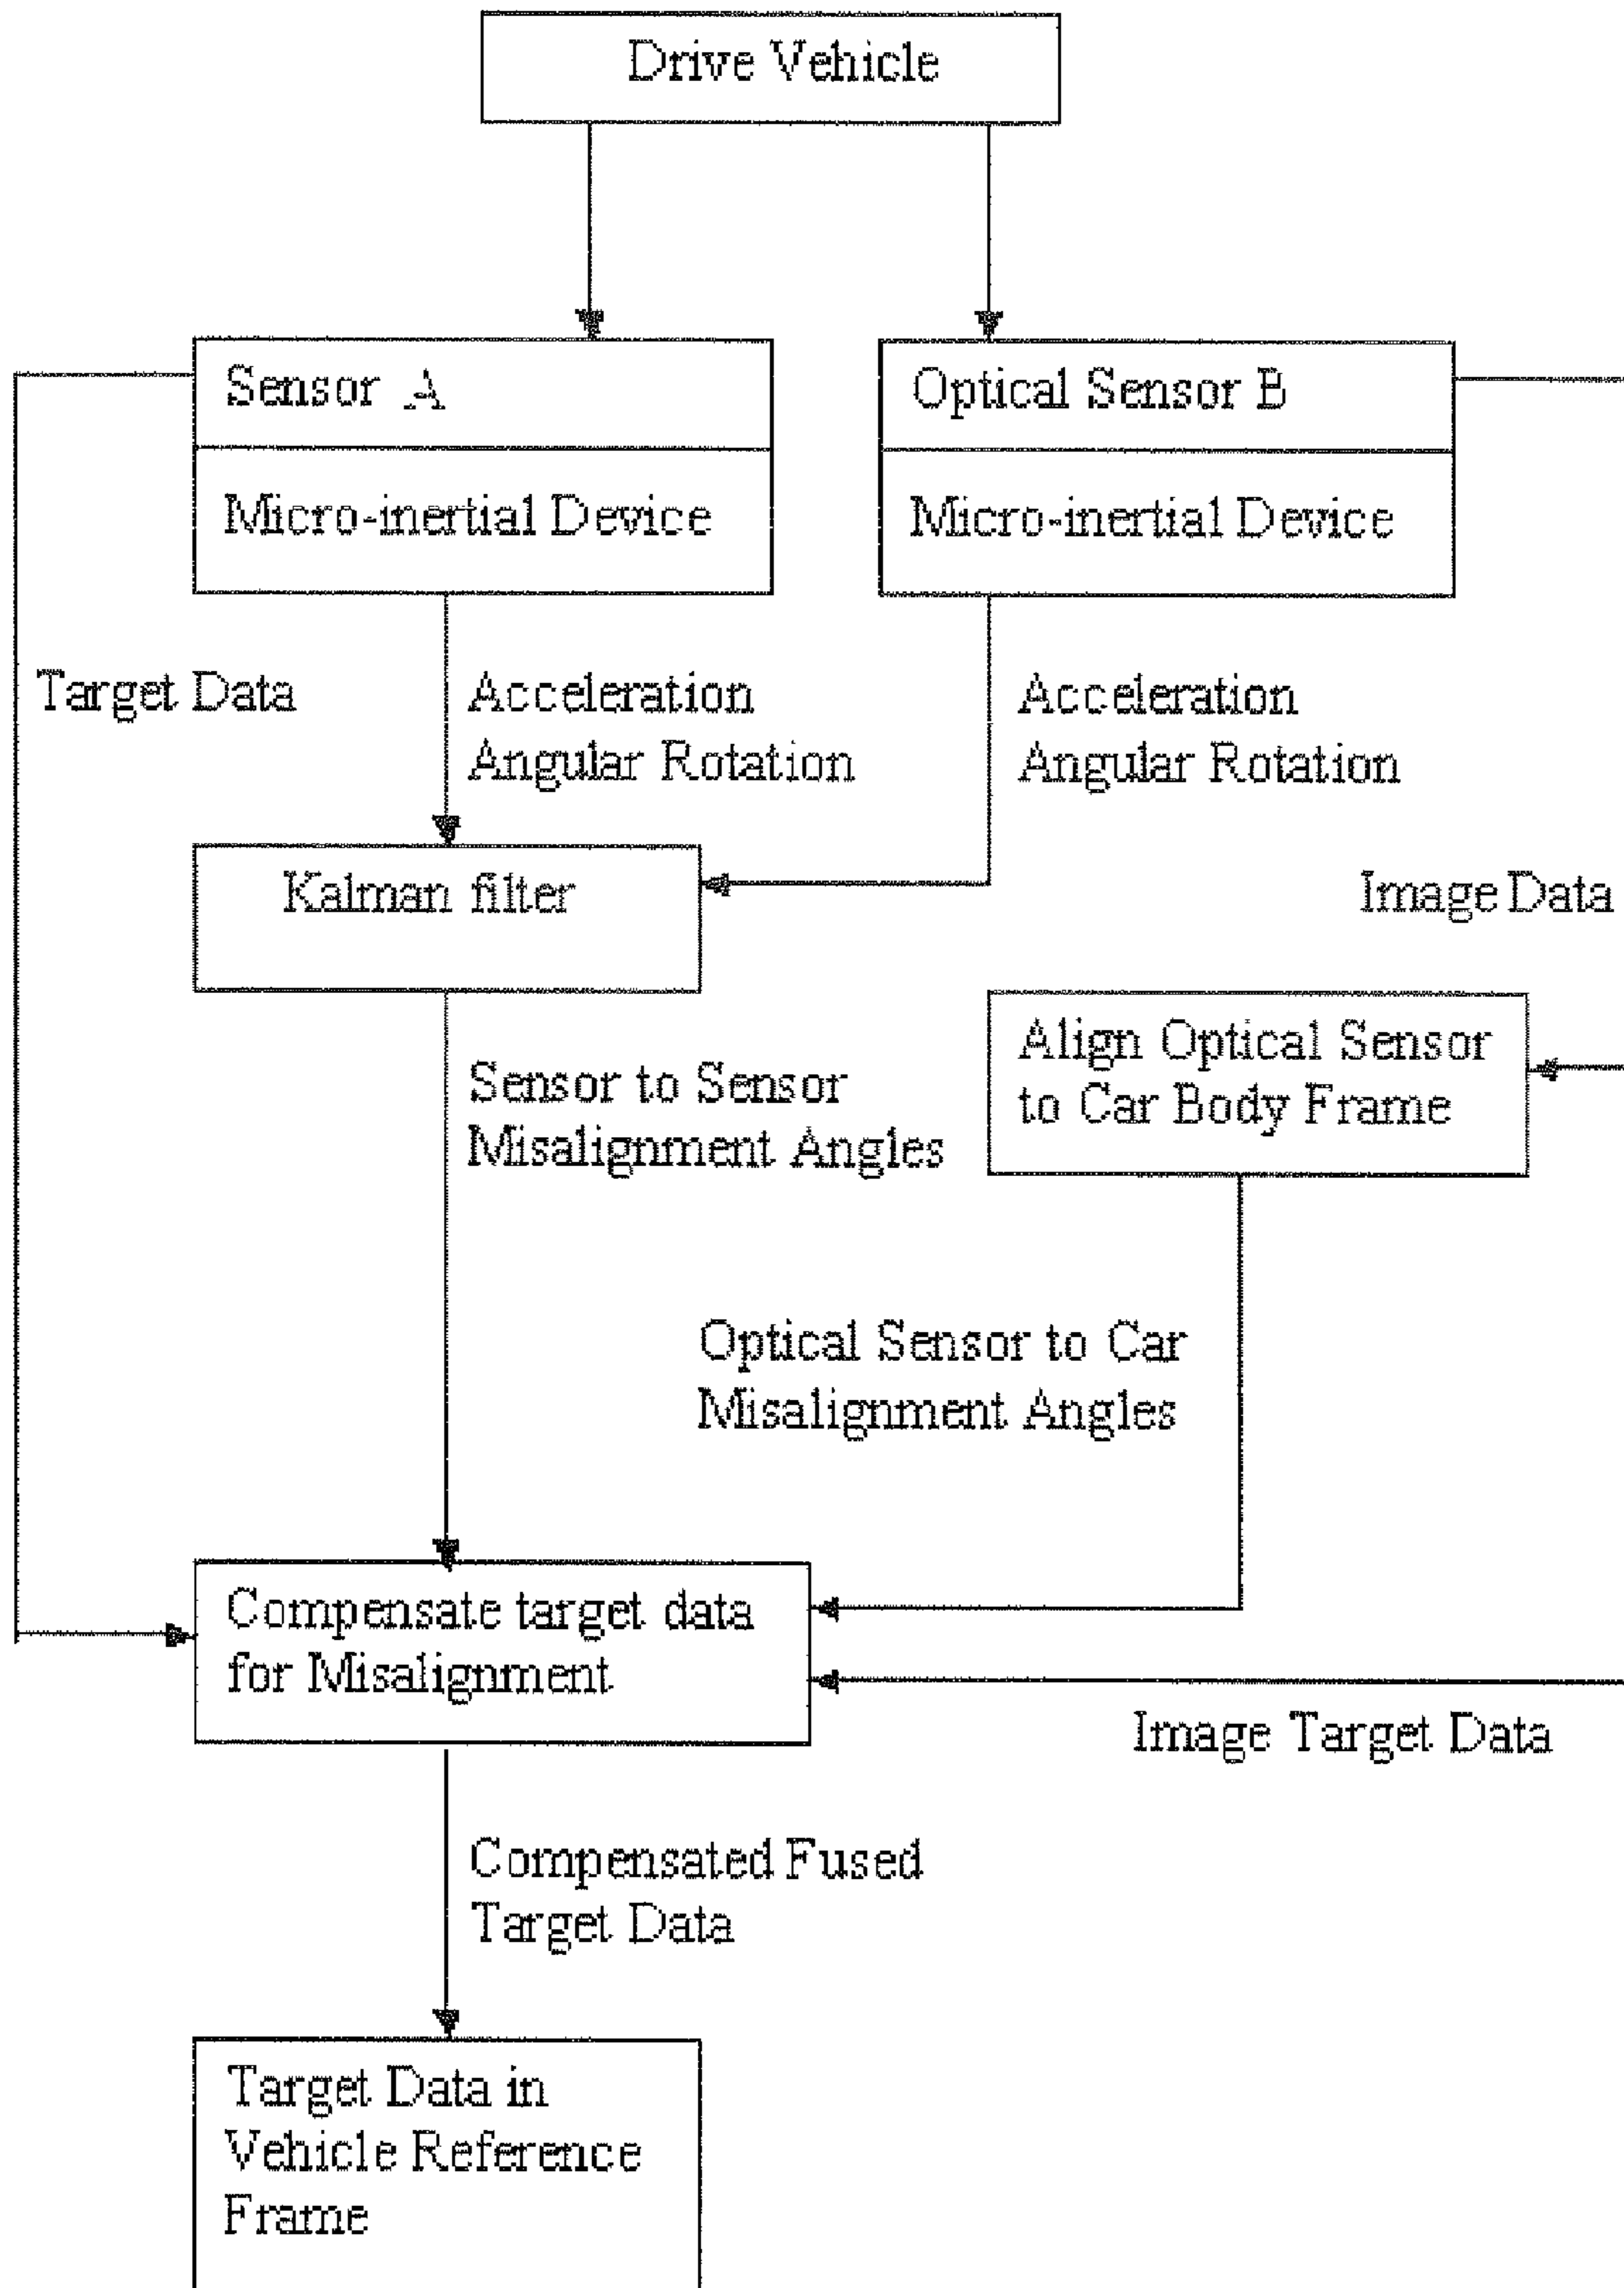 Drive Vehicle
Sensor A
Micro-inertial Device
Optical Sensor B
Micro-inertial Device
Target Data
Acceleration
Angular Rotation
Acceleration
Angular Rotation
Kalman filter
Image Data
Sensor to Sensor
Misalignment Angles
Align Optical Sensor
to Car Body Frame
Optical Sensor to Car
Misalignment Angles
Compensate target data
for Misalignment
Image Target Data
Compensated Fused
Target Data
Target Data in
Vehicle Reference
Frame